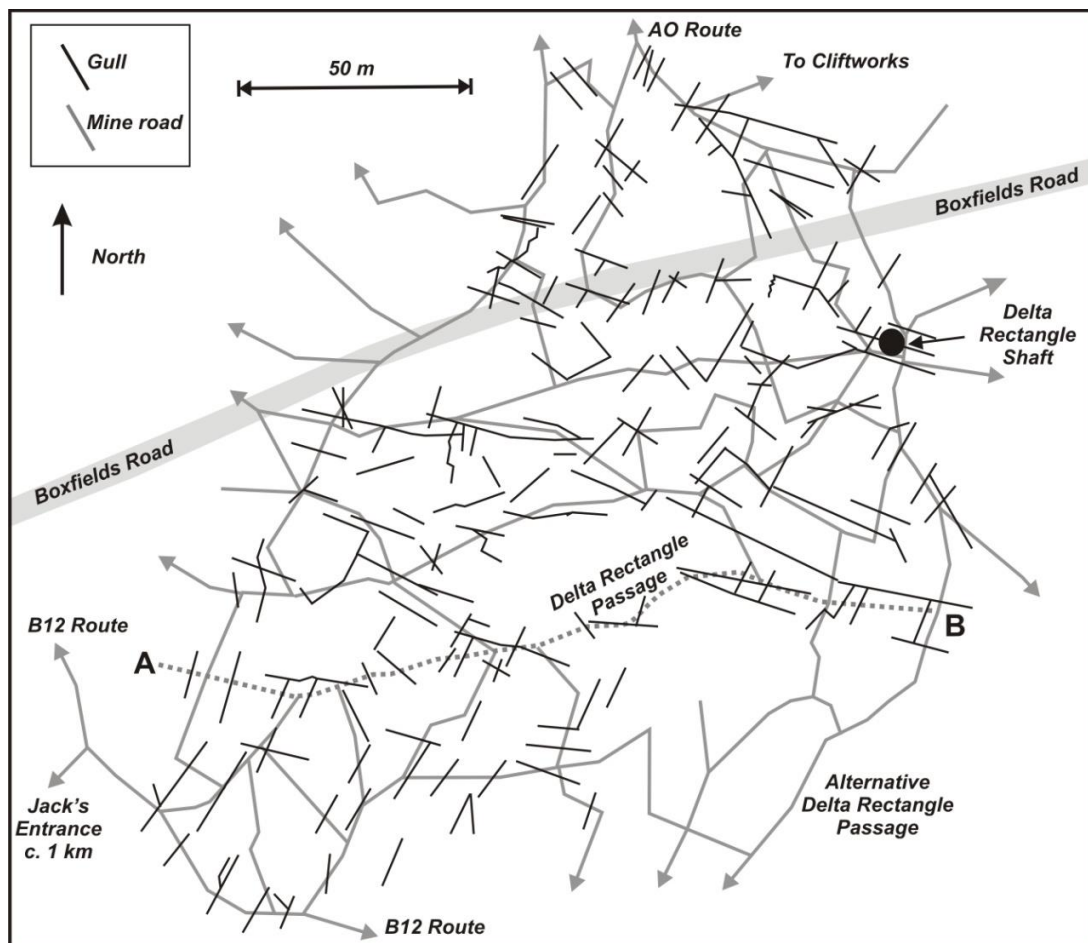 Gull
Mine road
50 m
AO Route
To Cliftworks
North
Boxfields Road
Delta
Rectangle
Shaft
Boxfields Road
Delta Rectangle
Passage
B12 Route
A
B
Jack's
Entrance
c. 1 km
Alternative
Delta Rectangle
Passage
B12 Route